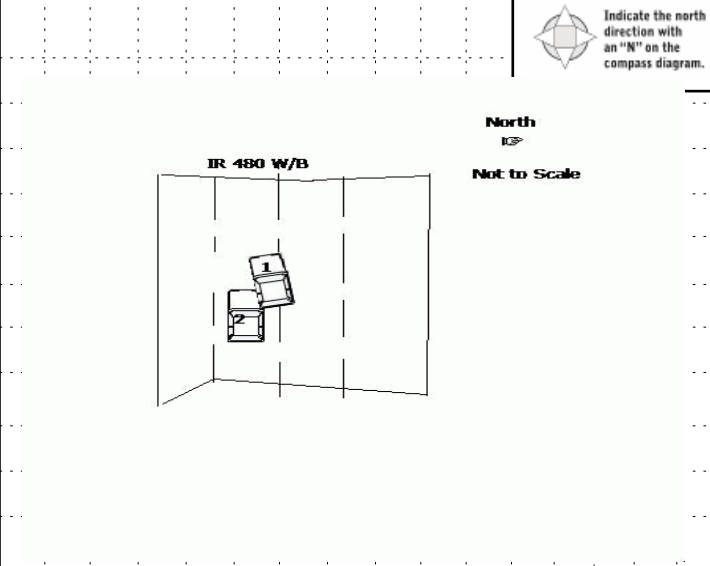 Indicate the north
direction with
an "N" on the
compass diagram.
North
IR 480 W/B
Not to Scale
1
2